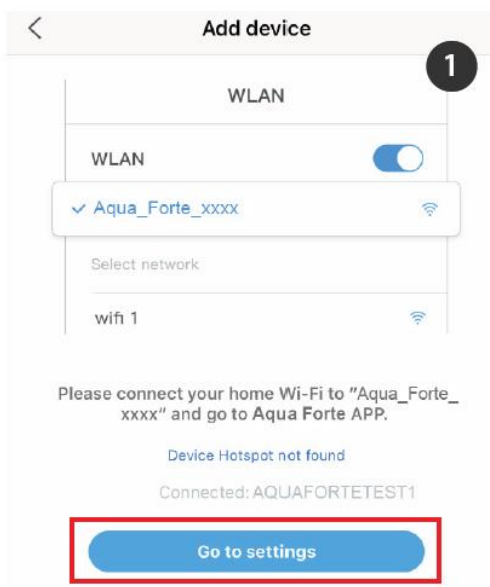 Add device
1
WLAN
WLAN
Aqua_Forte_xxxx
Select network
wifi 1
Please connect your home Wi-Fi to "Aqua_Forte_
xxxx" and go to Aqua Forte APP.
Device Hotspot not found
Connected: AQUAFORTETEST1
Go to settings